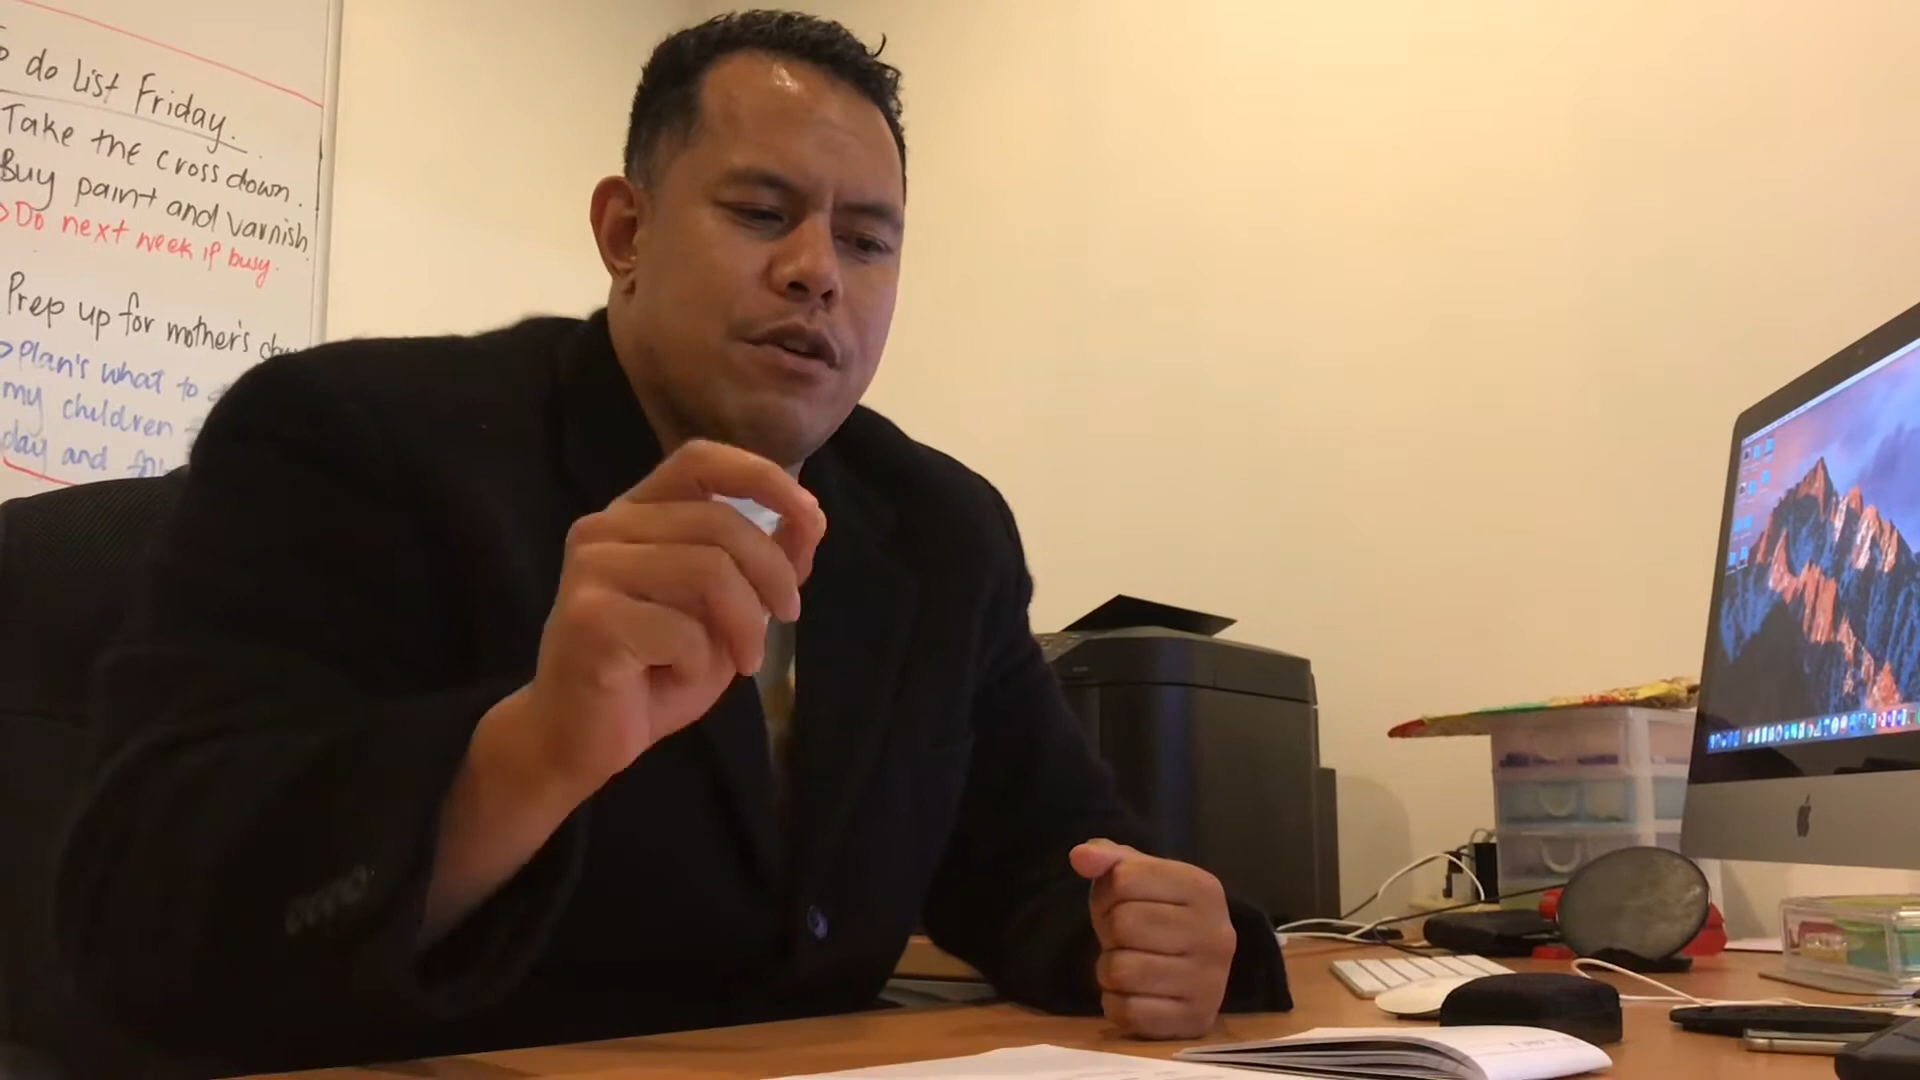 o do list Friday.
Take the cross down.
Buy paint and varnish.
>Do next week if busy.
Prep up for mother's
>Plan's what to
my children
day and